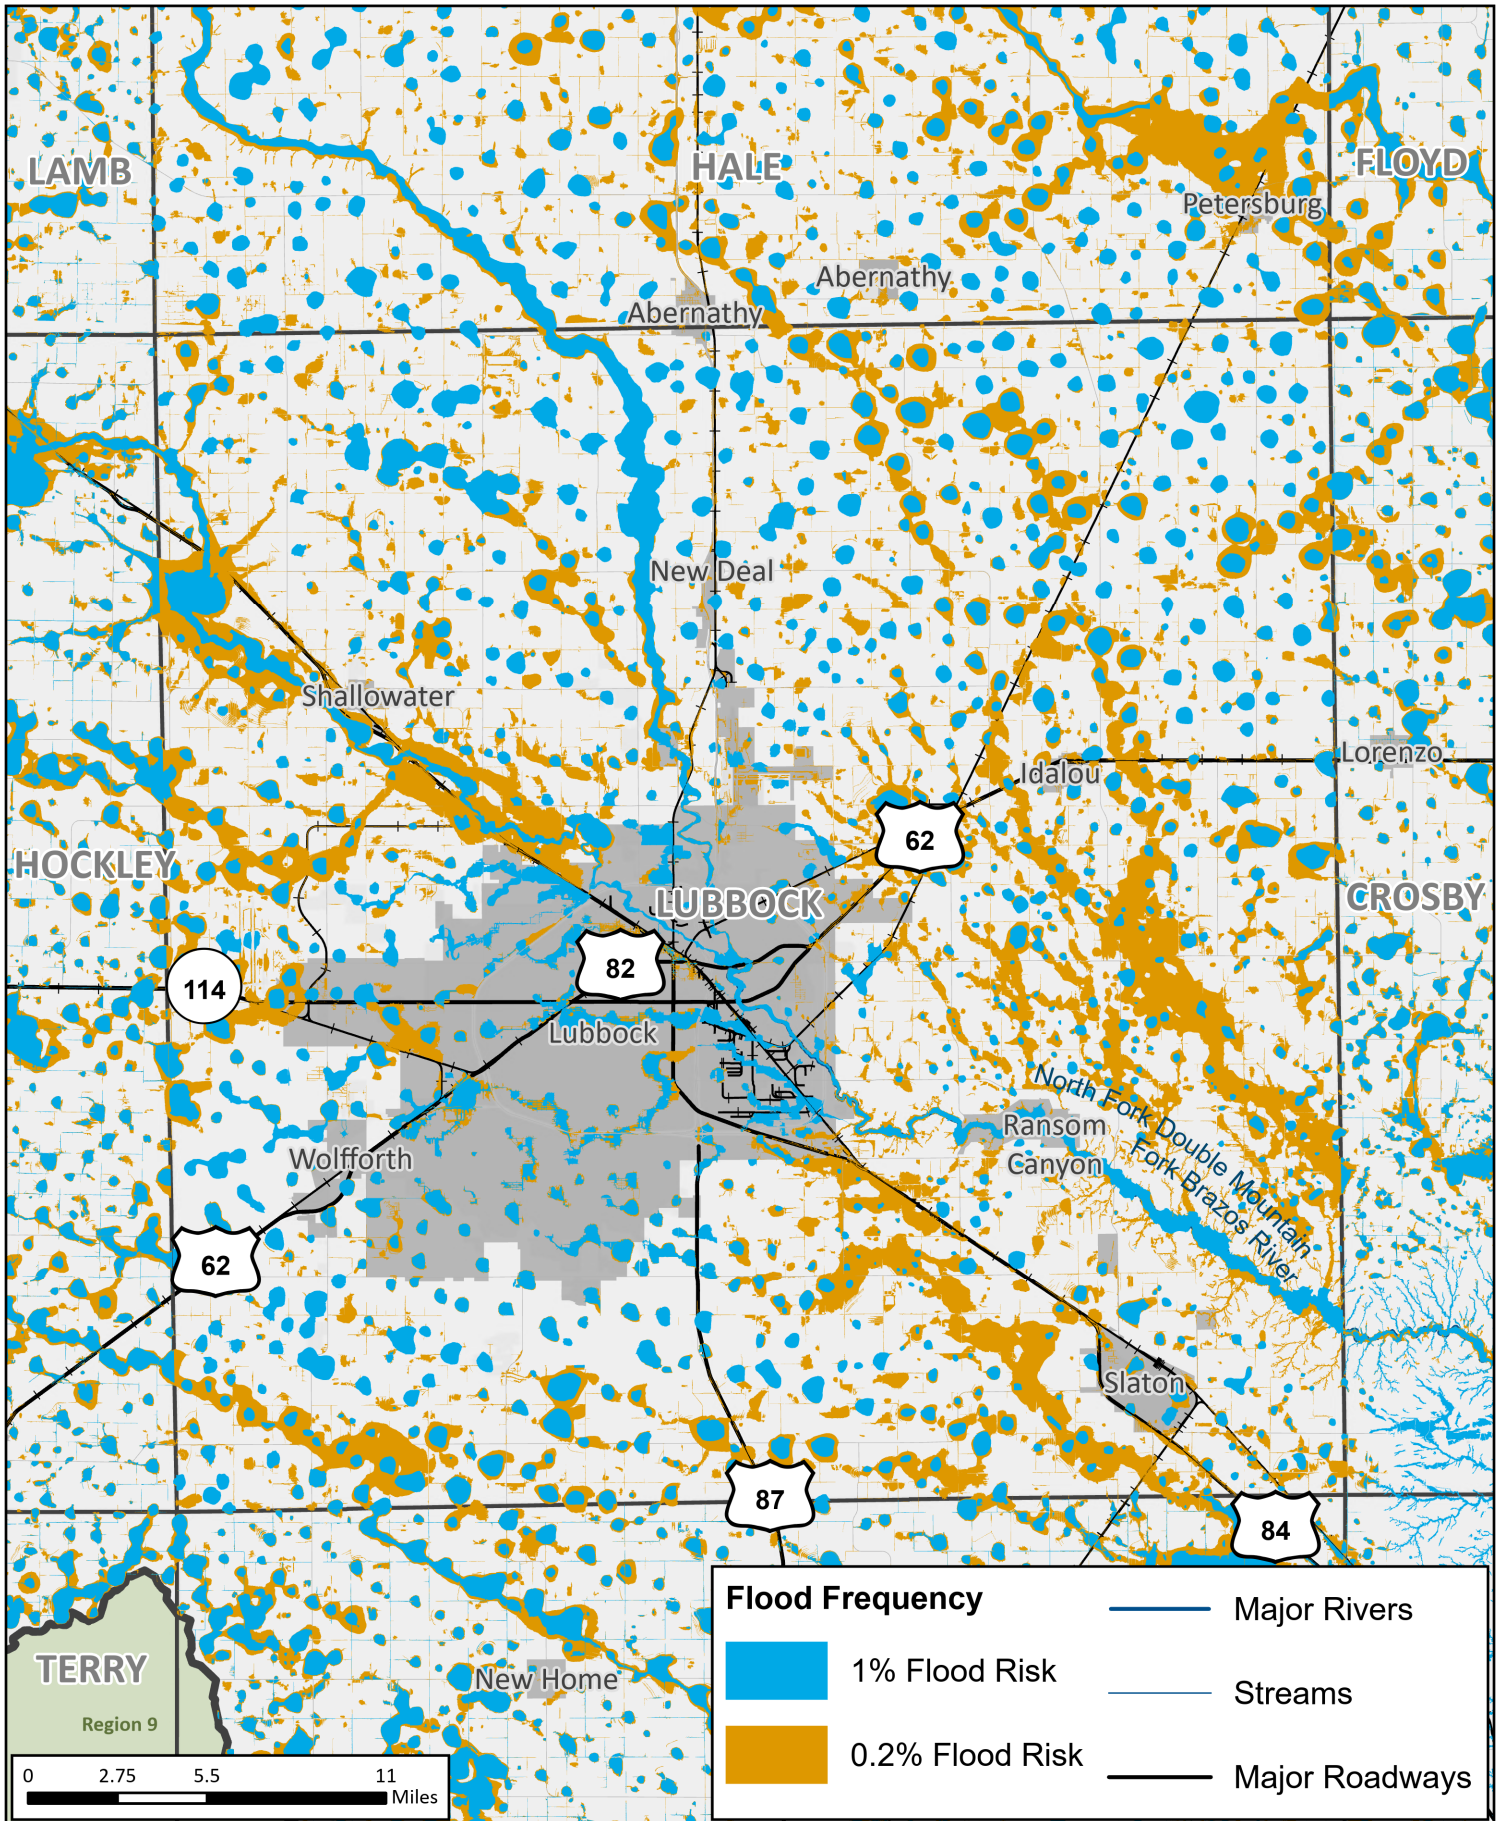 LAMB
HALE
FLOYD
Petersburg
Abernathy
Abernathy
New Deal
Shallowater
Lorenzo
Idalou
62
HOCKLEY
LUBBOCK
CROSBY
82
114
Lubbock
North Fork Double Mountain
Fork Brazos River
Ransom
Canyon
Wolfforth
62
Slaton
87
84
TERRY
Region 9
New Home
0 2.75 5.5 11
Miles
Flood Frequency
1% Flood Risk
0.2% Flood Risk
Major Rivers
Streams
Major Roadways